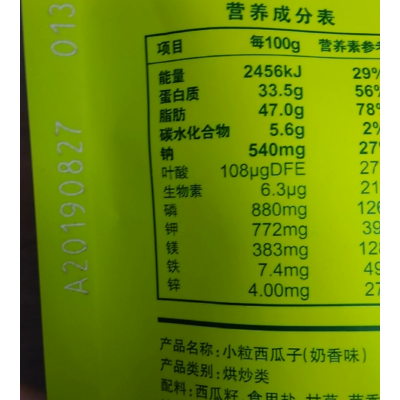 营养成分表
项目 每100g 营养素参考
能量 2456kJ 29%
蛋白质 33.5g 56%
脂肪 47.0g 78%
碳水化合物 5.6g 2%
钠 540mg 27%
叶酸 108μgDFE 27
生物素 6.3μg 21
磷 880mg 126
钾 772mg 39
镁 383mg 128
铁 7.4mg 49
锌 4.00mg 27
产品名称:小粒西瓜子(奶香味)
产品类别:烘炒类
配料:西瓜籽、食用盐、甘草、茴香
A20190827 013